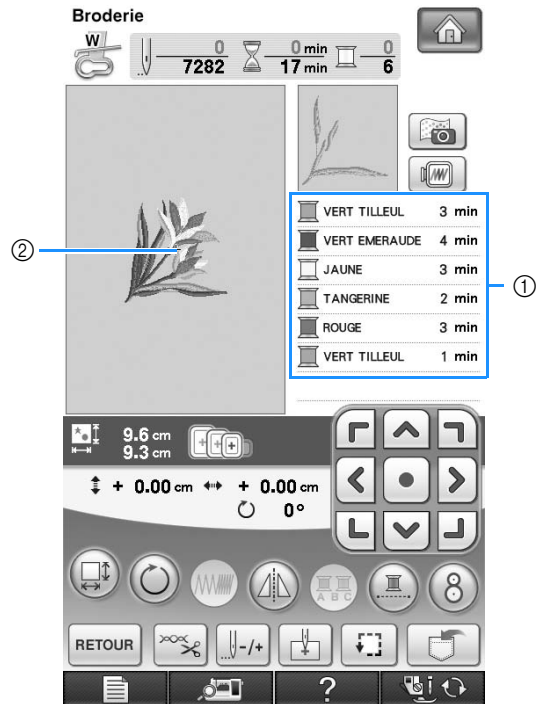 Broderie
W
0 0 min 0
7282 17 min 6
VERT TILLEUL 3 min
VERT EMERAUDE 4 min
② JAUNE 3 min ①
TANGERINE 2 min
ROUGE 3 min
VERT TILLEUL 1 min
9.6 cm
9.3 cm
+ 0.00 cm + 0.00 cm
0°
A B C
8
RETOUR -/+
? i